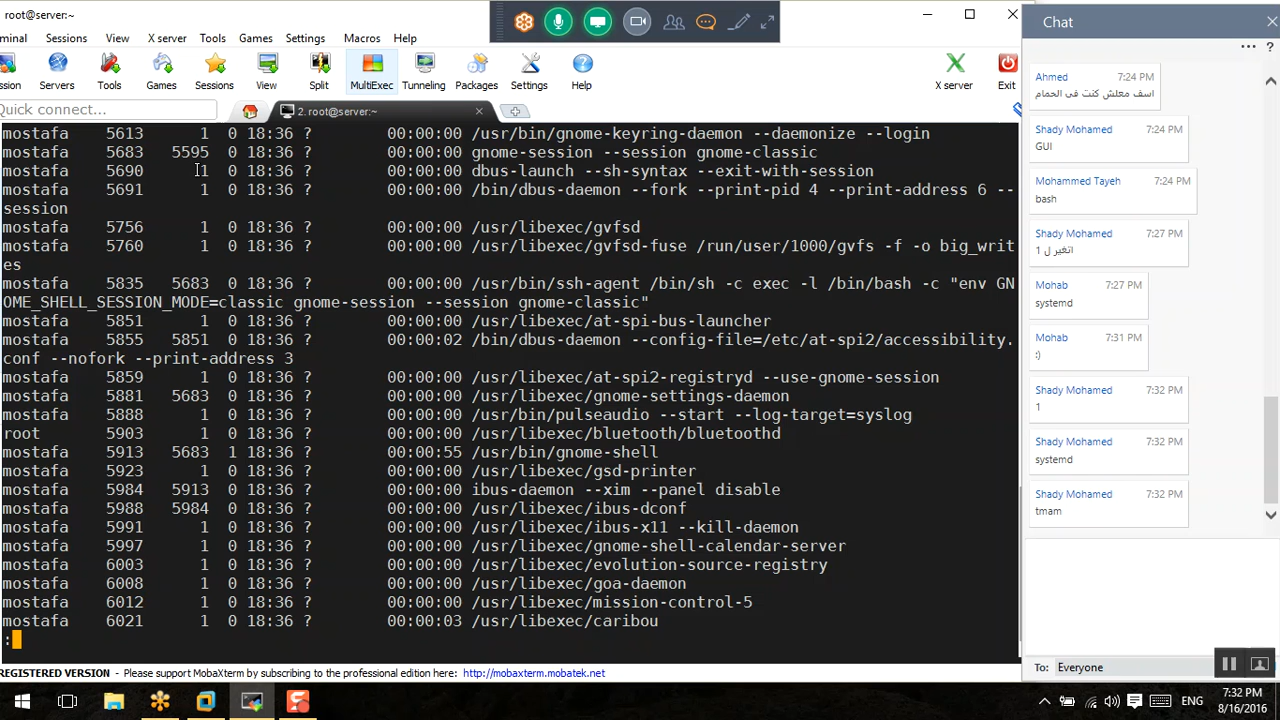 root@server:~
minal Sessions View X server Tools Games Settings Macros Help
ssion Servers Tools Games Sessions View Split MultiExec Tunneling Packages Settings Help X server Exit
Quick connect...
2. root@server:~
mostafa 5613 1 0 18:36 ? 00:00:00 /usr/bin/gnome-keyring-daemon --daemonize --login
mostafa 5683 5595 0 18:36 ? 00:00:00 gnome-session --session gnome-classic
mostafa 5690 1 0 18:36 ? 00:00:00 dbus-launch --sh-syntax --exit-with-session
mostafa 5691 1 0 18:36 ? 00:00:00 /bin/dbus-daemon --fork --print-pid 4 --print-address 6 --
session
mostafa 5756 1 0 18:36 ? 00:00:00 /usr/libexec/gvfsd
mostafa 5760 1 0 18:36 ? 00:00:00 /usr/libexec/gvfsd-fuse /run/user/1000/gvfs -f -o big_writ
es
mostafa 5835 5683 0 18:36 ? 00:00:00 /usr/bin/ssh-agent /bin/sh -c exec -l /bin/bash -c "env GN
OME_SHELL_SESSION_MODE=classic gnome-session --session gnome-classic"
mostafa 5851 1 0 18:36 ? 00:00:00 /usr/libexec/at-spi-bus-launcher
mostafa 5855 5851 0 18:36 ? 00:00:02 /bin/dbus-daemon --config-file=/etc/at-spi2/accessibility.
conf --nofork --print-address 3
mostafa 5859 1 0 18:36 ? 00:00:00 /usr/libexec/at-spi2-registryd --use-gnome-session
mostafa 5881 5683 0 18:36 ? 00:00:00 /usr/libexec/gnome-settings-daemon
mostafa 5888 1 0 18:36 ? 00:00:00 /usr/bin/pulseaudio --start --log-target=syslog
root 5903 1 0 18:36 ? 00:00:00 /usr/libexec/bluetooth/bluetoothd
mostafa 5913 5683 1 18:36 ? 00:00:55 /usr/bin/gnome-shell
mostafa 5923 1 0 18:36 ? 00:00:00 /usr/libexec/gsd-printer
mostafa 5984 5913 0 18:36 ? 00:00:00 ibus-daemon --xim --panel disable
mostafa 5988 5984 0 18:36 ? 00:00:00 /usr/libexec/ibus-dconf
mostafa 5991 1 0 18:36 ? 00:00:00 /usr/libexec/ibus-x11 --kill-daemon
mostafa 5997 1 0 18:36 ? 00:00:00 /usr/libexec/gnome-shell-calendar-server
mostafa 6003 1 0 18:36 ? 00:00:00 /usr/libexec/evolution-source-registry
mostafa 6008 1 0 18:36 ? 00:00:00 /usr/libexec/goa-daemon
mostafa 6012 1 0 18:36 ? 00:00:00 /usr/libexec/mission-control-5
mostafa 6021 1 0 18:36 ? 00:00:03 /usr/libexec/caribou
:
REGISTERED VERSION - Please support MobaXterm by subscribing to the professional edition here: http://mobaxterm.mobatek.net
Chat
Ahmed 7:24 PM
اسف معلش كنت فى الحمام
Shady Mohamed 7:24 PM
GUI
Mohammed Tayeh 7:24 PM
bash
Shady Mohamed 7:27 PM
اتغير ل 1
Mohab 7:27 PM
systemd
Mohab 7:31 PM
:)
Shady Mohamed 7:32 PM
1
Shady Mohamed 7:32 PM
systemd
Shady Mohamed 7:32 PM
tmam
To: Everyone
ENG
7:32 PM
8/16/2016